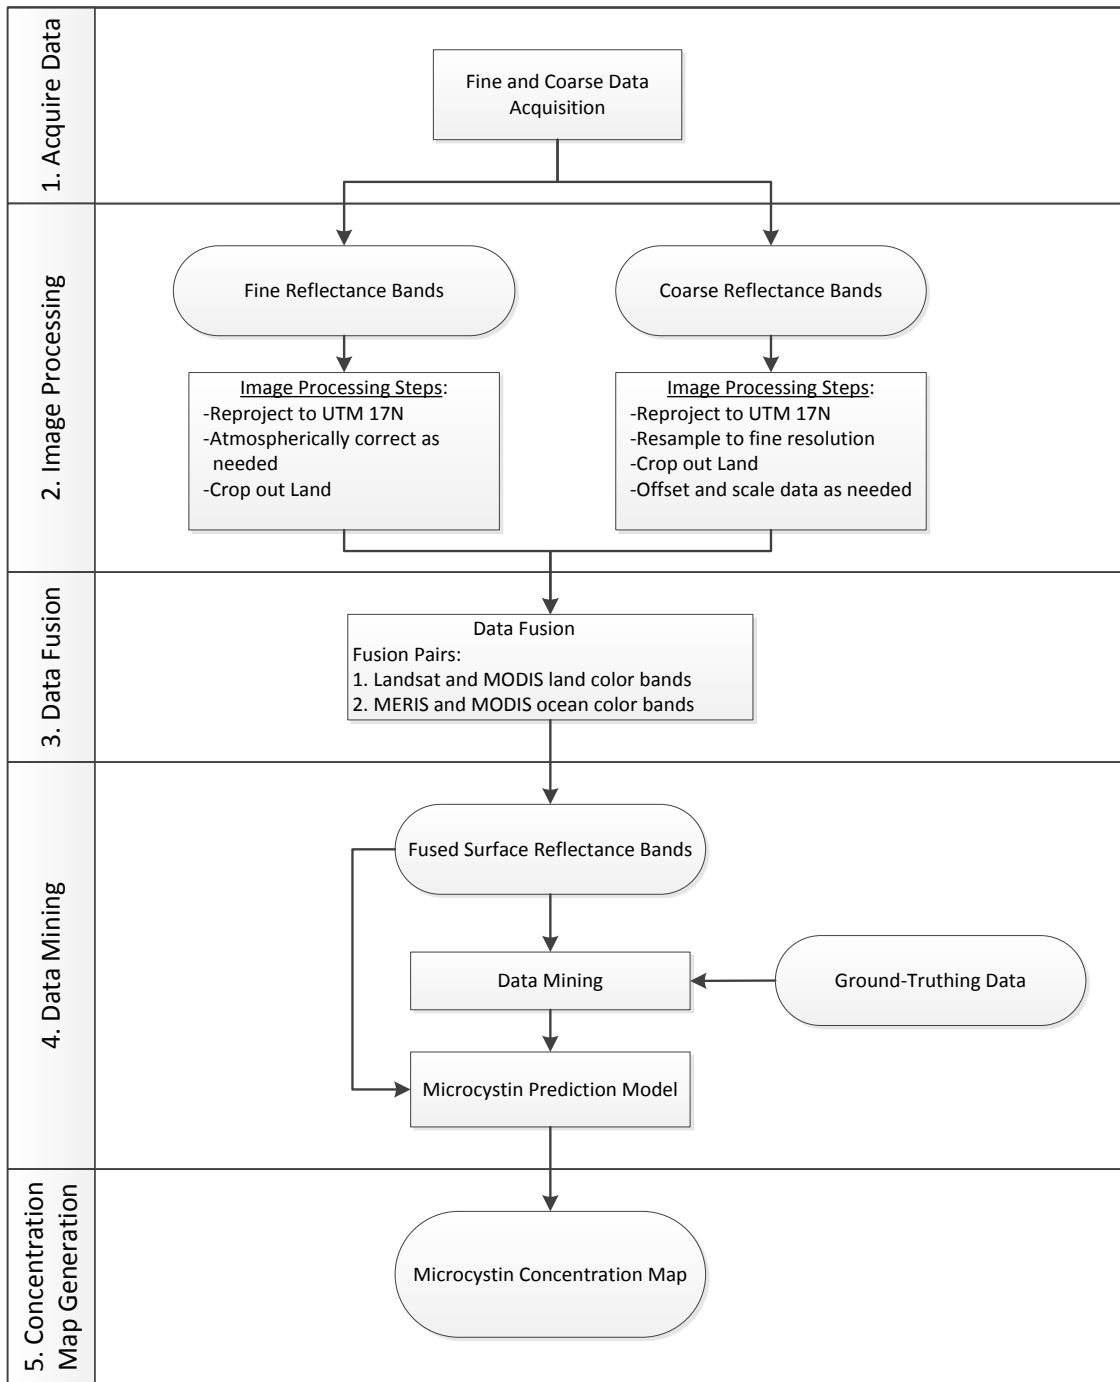 1. Acquire Data
Fine and Coarse Data
Acquisition
2. Image Processing
Fine Reflectance Bands
Coarse Reflectance Bands
Image Processing Steps:
-Reproject to UTM 17N
-Atmospherically correct as
needed
-Crop out Land
Image Processing Steps:
-Reproject to UTM 17N
-Resample to fine resolution
-Crop out Land
-Offset and scale data as needed
3. Data Fusion
Data Fusion
Fusion Pairs:
1. Landsat and MODIS land color bands
2. MERIS and MODIS ocean color bands
4. Data Mining
Fused Surface Reflectance Bands
Data Mining
Ground-Truthing Data
Microcystin Prediction Model
5. Concentration
Map Generation
Microcystin Concentration Map